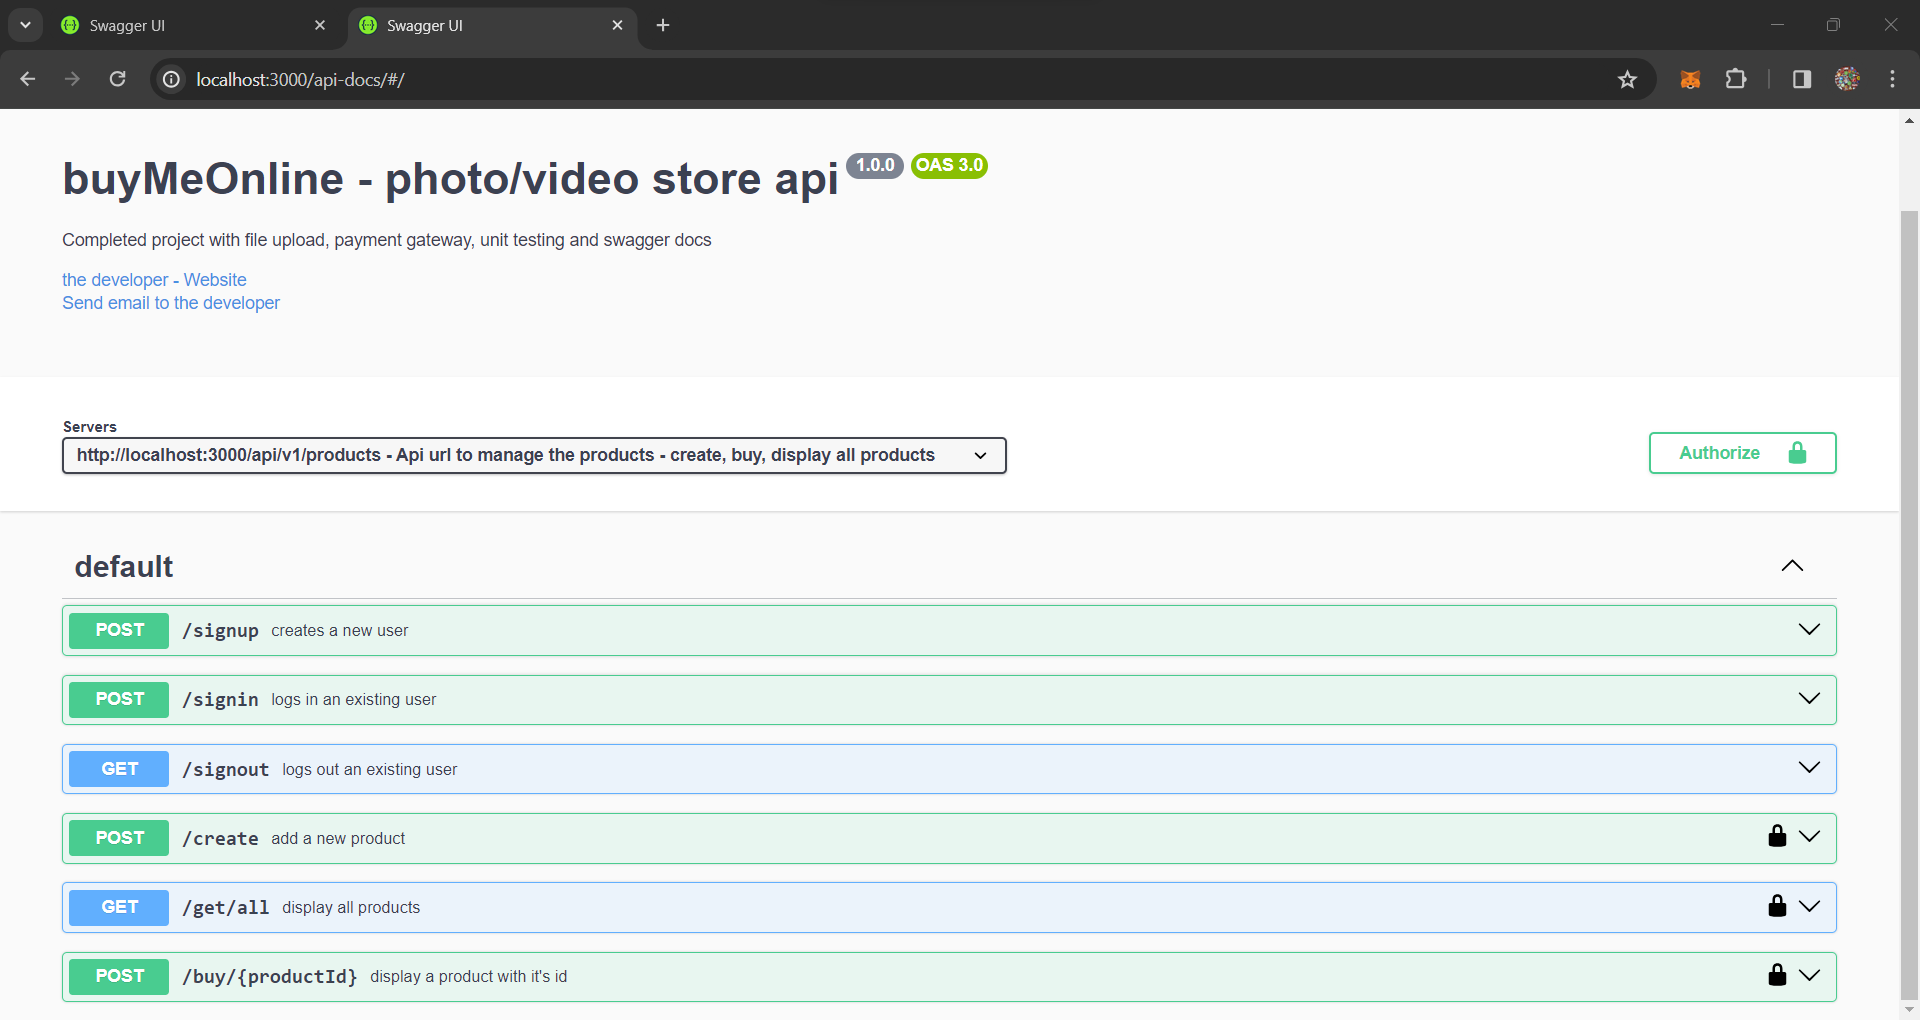 Swagger UI
Swagger UI
localhost:3000/api-docs/#/
buyMeOnline - photo/video store api 1.0.0 OAS 3.0
Completed project with file upload, payment gateway, unit testing and swagger docs
the developer - Website
Send email to the developer
Servers
http://localhost:3000/api/v1/products - Api url to manage the products - create, buy, display all products
Authorize
default
POST /signup creates a new user
POST /signin logs in an existing user
GET /signout logs out an existing user
POST /create add a new product
GET /get/all display all products
POST /buy/{productId} display a product with it's id